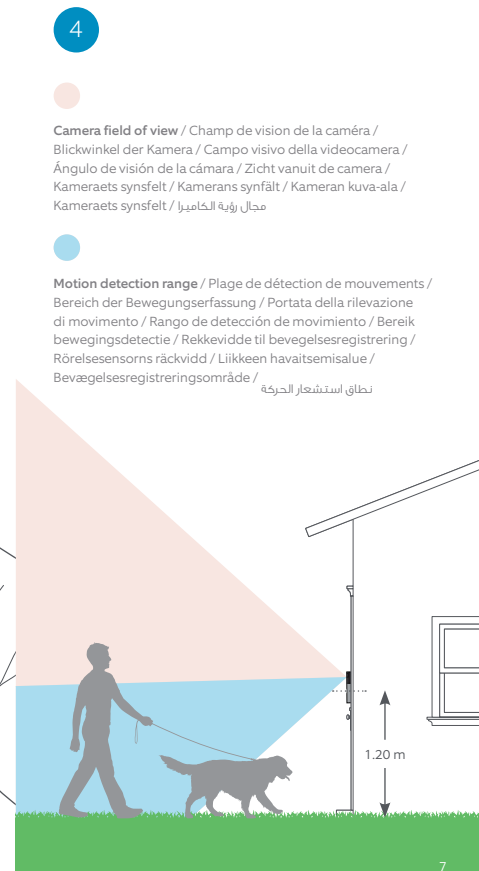 4
Camera field of view / Champ de vision de la caméra /
Blickwinkel der Kamera / Campo visivo della videocamera /
Ángulo de visión de la cámara / Zicht vanuit de camera /
Kameraets synsfelt / Kamerans synfält / Kameran kuva-ala /
Kameraets synsfelt / مجال رؤية الكاميرا
Motion detection range / Plage de détection de mouvements /
Bereich der Bewegungserfassung / Portata della rilevazione
di movimento / Rango de detección de movimiento / Bereik
bewegingsdetectie / Rekkevidde til bevegelsesregistrering /
Rörelsesensorns räckvidd / Liikkeen havaitsemisalue /
Bevægelsesregistreringsområde / نطاق استشعار الحركة
1.20 m
7